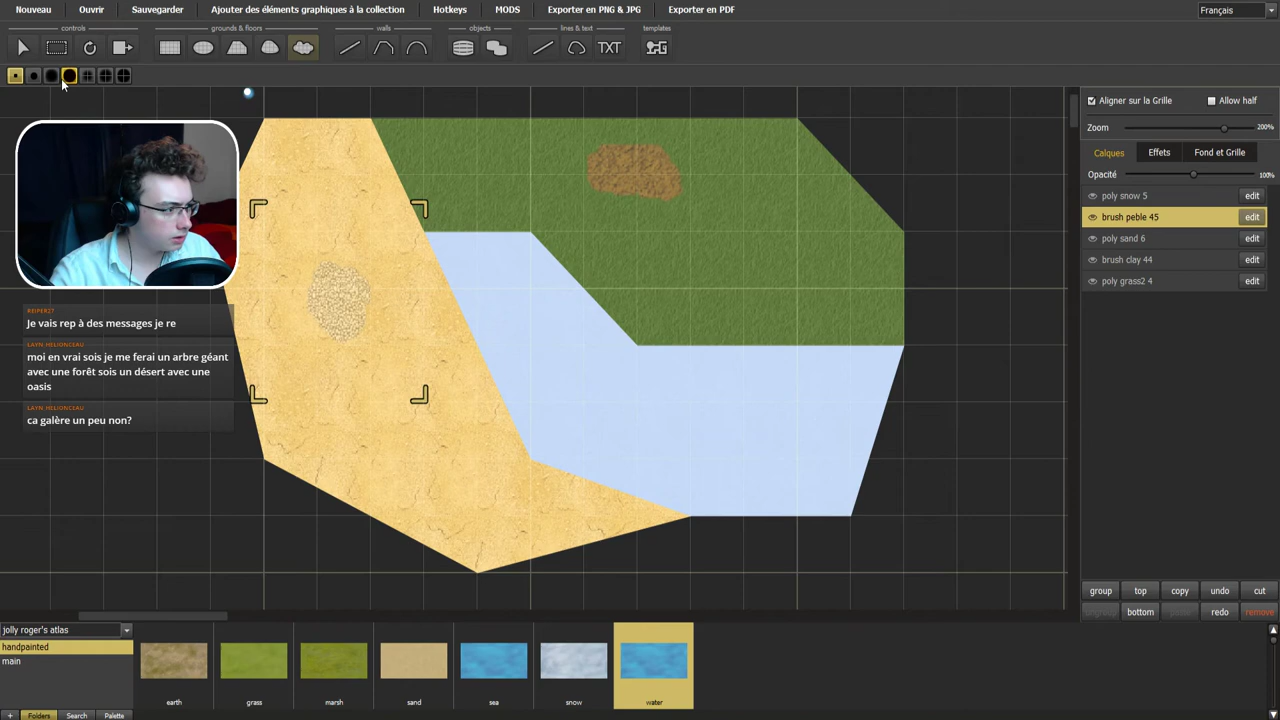 Nouveau Ouvrir Sauvegarder Ajouter des éléments graphiques à la collection Hotkeys MODS Exporter en PNG & JPG Exporter en PDF Français
controls grounds & floors walls objects lines & text templates
TXT
Aligner sur la Grille Allow half
Zoom 200%
Calques Effets Fond et Grille
Opacité 100%
poly snow 5 edit
brush peble 45 edit
poly sand 6 edit
brush clay 44 edit
poly grass2 4 edit
REIPER27
Je vais rep à des messages je re
LAYN HELIONCEAU
moi en vrai sois je me ferai un arbre géant
avec une forêt sois un désert avec une
oasis
LAYN HELIONCEAU
ca galère un peu non?
group top copy undo cut
ungroup bottom paste redo remove
jolly roger's atlas
handpainted
main
earth grass marsh sand sea snow water
+ Folders Search Palette